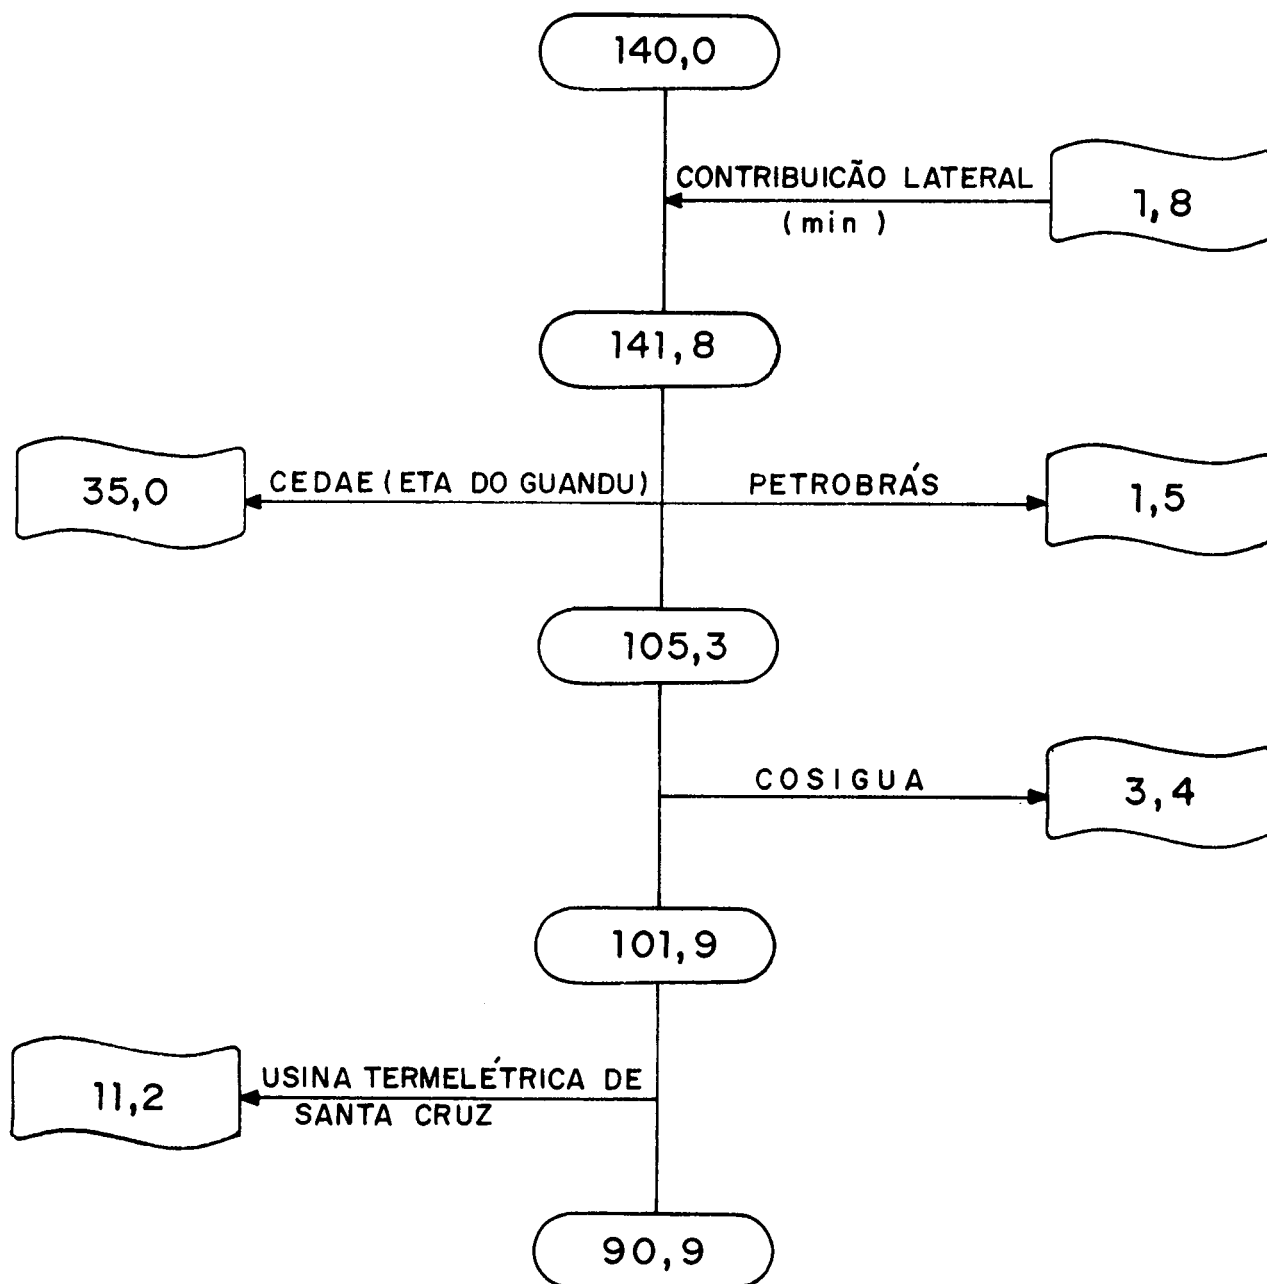 140,0
CONTRIBUICÃO LATERAL
(min )
1,8
141,8
35,0
CEDAE (ETA DO GUANDU)
PETROBRÁS
1,5
105,3
COSIGUA
3,4
101,9
11,2
USINA TERMELÉTRICA DE
SANTA CRUZ
90,9